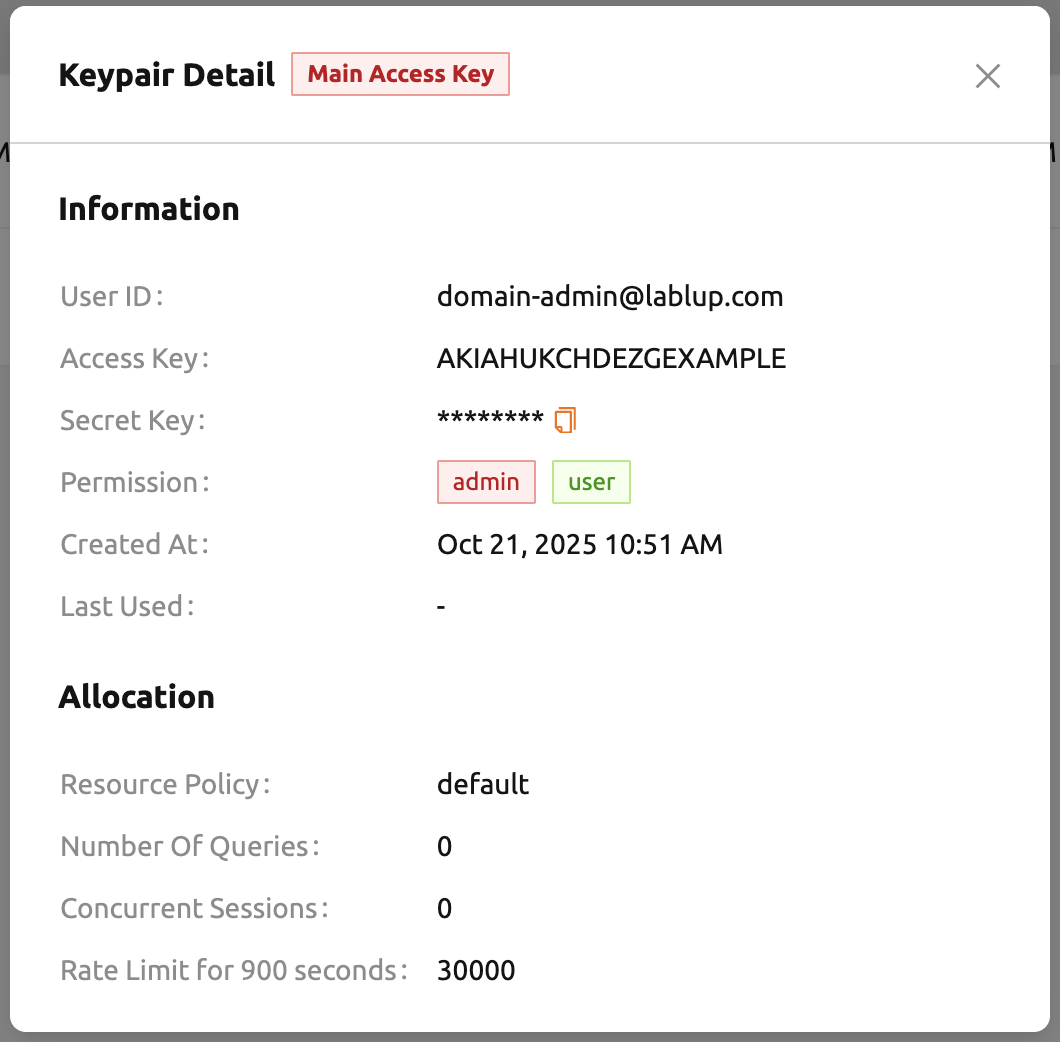 Keypair Detail Main Access Key
Information
User ID: domain-admin@lablup.com
Access Key: AKIAHUKCHDEZGEXAMPLE
Secret Key: ********
Permission: admin user
Created At: Oct 21, 2025 10:51 AM
Last Used: -
Allocation
Resource Policy: default
Number Of Queries: 0
Concurrent Sessions: 0
Rate Limit for 900 seconds: 30000